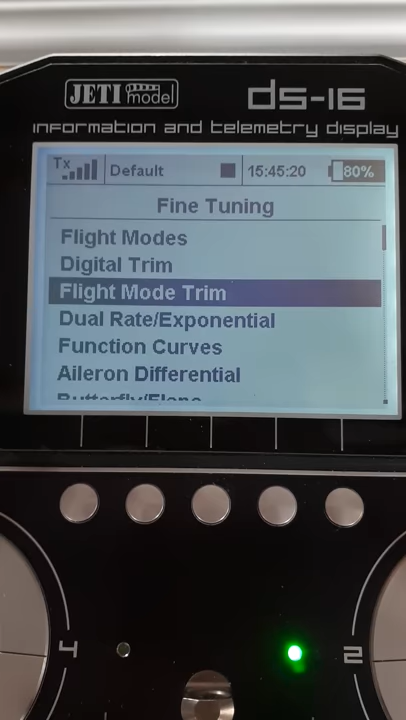 JETI model
ds-16
information and telemetry display
Tx Default 15:45:20 80%
Fine Tuning
Flight Modes
Digital Trim
Flight Mode Trim
Dual Rate/Exponential
Function Curves
Aileron Differential
4 2